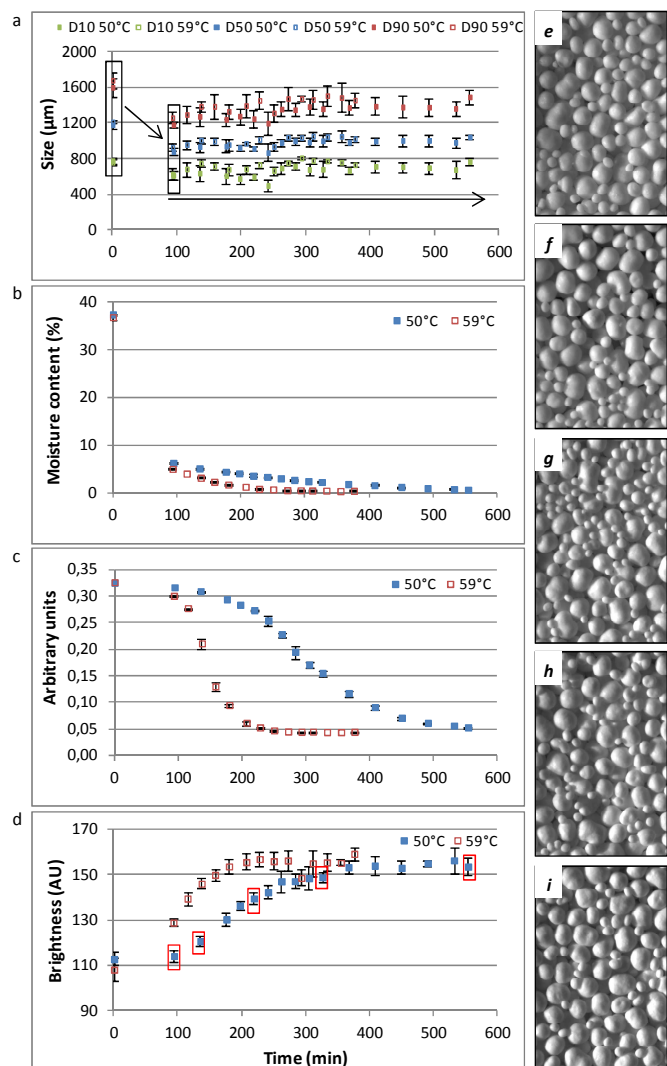 a
D10 50°C D10 59°C D50 50°C D50 59°C D90 50°C D90 59°C
Size (µm)
2000
1600
1200
800
400
0
0 100 200 300 400 500 600
b
50°C 59°C
Moisture content (%)
40
30
20
10
0
0 100 200 300 400 500 600
c
50°C 59°C
Arbitrary units
0,35
0,30
0,25
0,20
0,15
0,10
0,05
0,00
0 100 200 300 400 500 600
d
50°C 59°C
Brightness (AU)
170
150
130
110
90
0 100 200 300 400 500 600
Time (min)
e
f
g
h
i